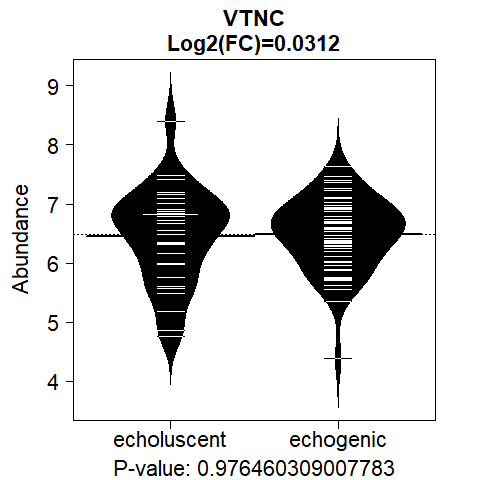 VTNC
Log2(FC)=0.0312
9
8
7
6
5
4
Abundance
echoluscent echogenic
P-value: 0.976460309007783